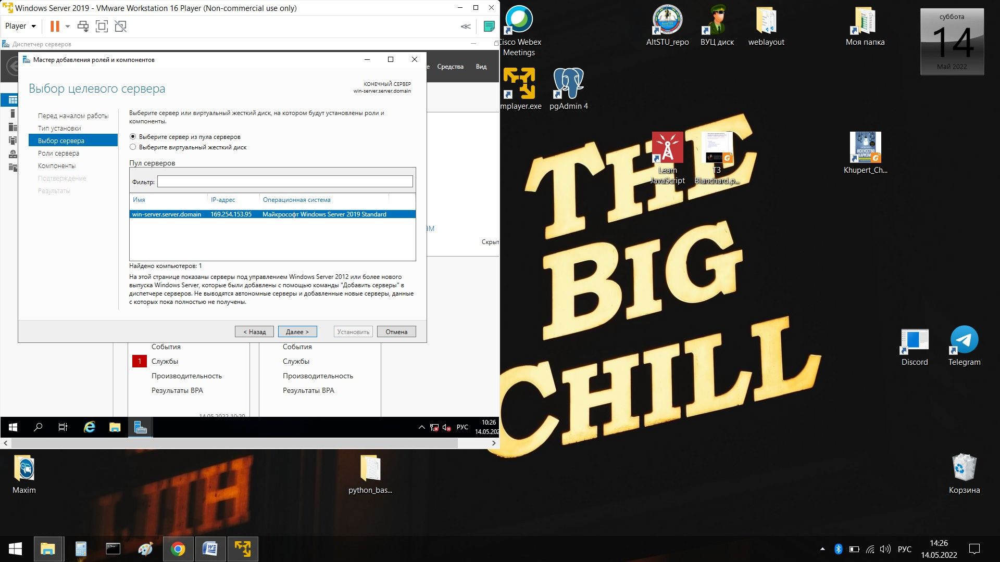 Windows Server 2019 - VMware Workstation 16 Player (Non-commercial use only)
Player
Диспетчер серверов
Средства
Вид
Мастер добавления ролей и компонентов
Выбор целевого сервера
КОНЕЧНЫЙ СЕРВЕР
win-server.server.domain
Перед началом работы
Тип установки
Выбор сервера
Роли сервера
Компоненты
Подтверждение
Результаты
Выберите сервер или виртуальный жесткий диск, на котором будут установлены роли и
компоненты.
Выберите сервер из пула серверов
Выберите виртуальный жесткий диск
Пул серверов
Фильтр:
Имя IP-адрес Операционная система
win-server.server.domain 169.254.153.95 Майкрософт Windows Server 2019 Standard
Найдено компьютеров: 1
На этой странице показаны серверы под управлением Windows Server 2012 или более нового
выпуска Windows Server, которые были добавлены с помощью команды "Добавить серверы" в
диспетчере серверов. Не выводятся автономные серверы и добавленные новые серверы, данные
с которых пока полностью не получены.
< Назад
Далее >
Установить
Отмена
Скрыт
События
1 Службы
Производительность
Результаты BPA
14.05.2022 10:20
События
Службы
Производительность
Результаты BPA
РУС
10:26
14.05.202
Cisco Webex
Meetings
mplayer.exe
pgAdmin 4
AltSTU_repo
ВУЦ диск
weblayout
Моя папка
суббота
14
Май 2022
Learn
JavaScript
ТЗ
Blanchard.p...
ИСКУССТВО
Khupert_Ch...
THE
BIG
CHILL
Discord
Telegram
Maxim
python_bas...
Корзина
РУС
14:26
14.05.2022